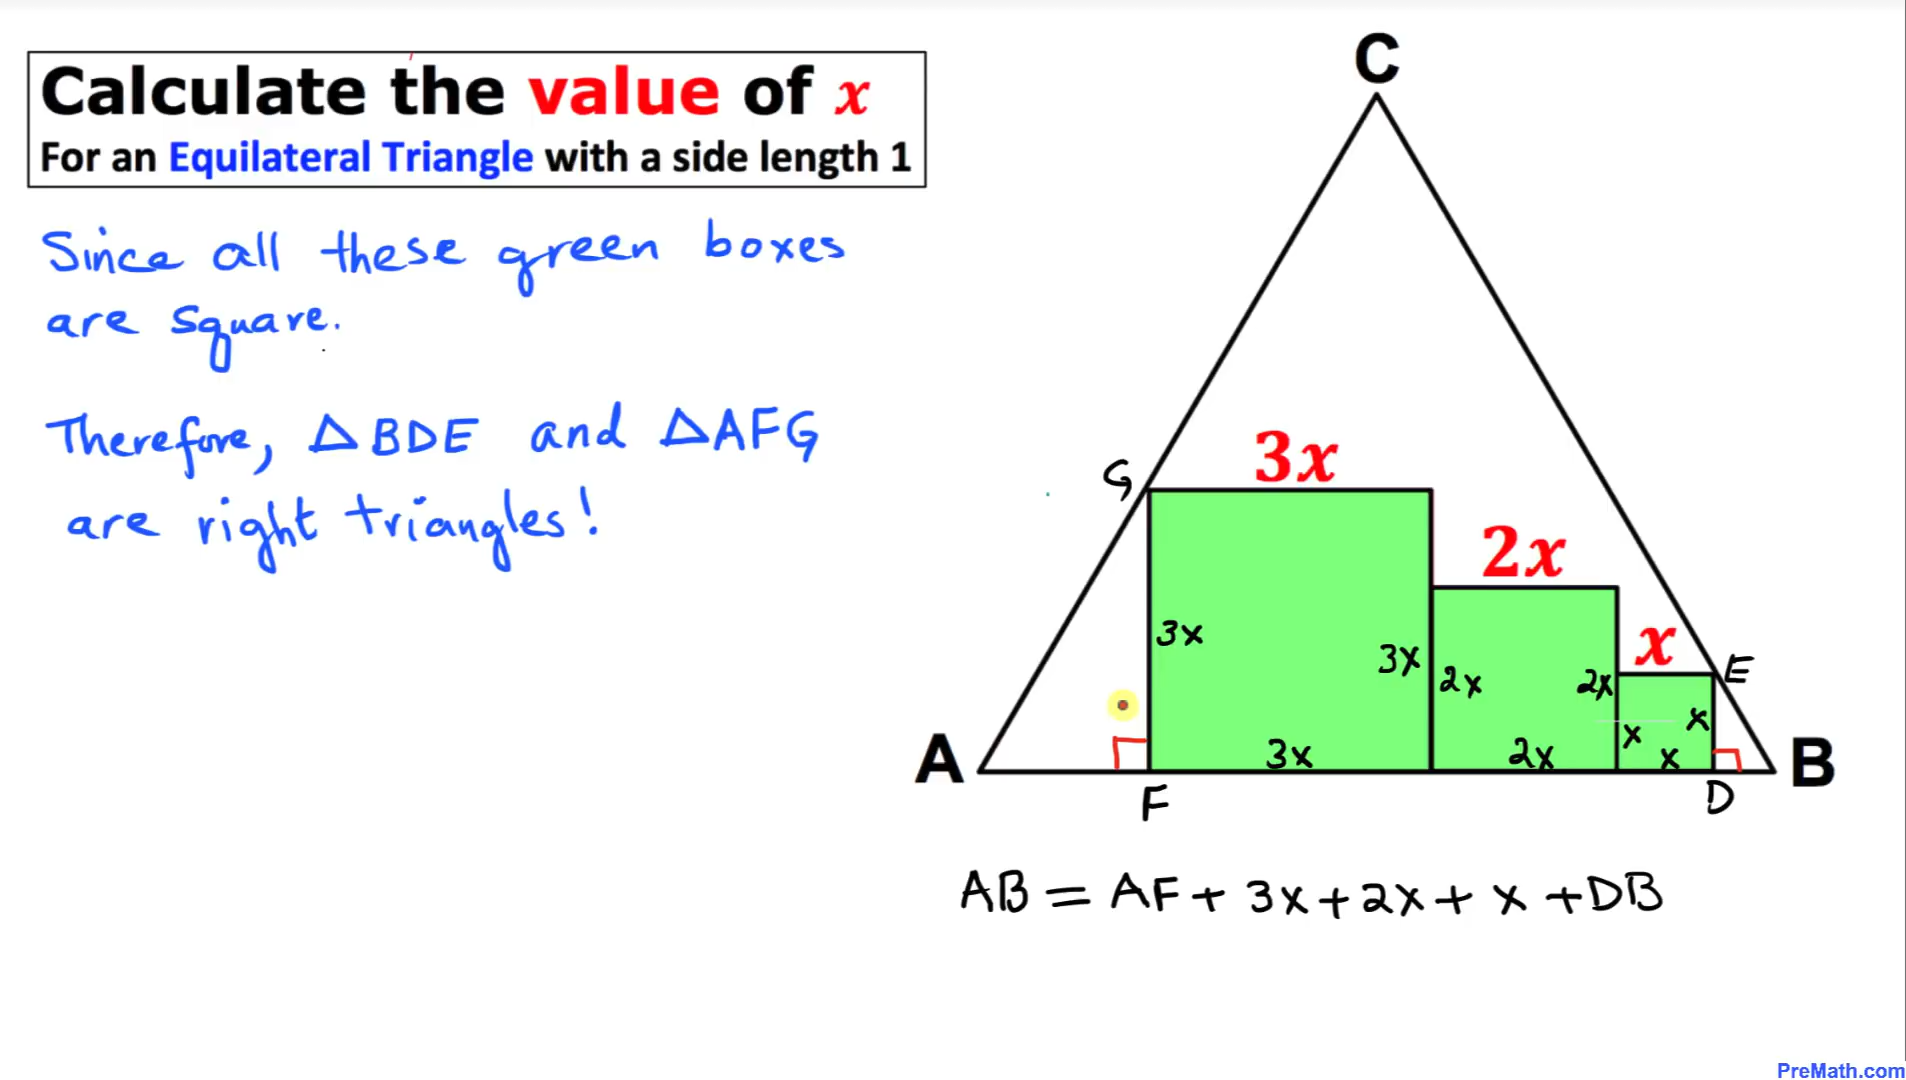 Calculate the value of x
For an Equilateral Triangle with a side length 1
Since all these green boxes
are square.
Therefore, △BDE and △AFG
are right triangles!
C
G
3x
2x
x
E
3x
3x
2x
2x
x
x
3x
2x
x
A
B
F
D
AB = AF + 3x + 2x + x + DB
PreMath.com